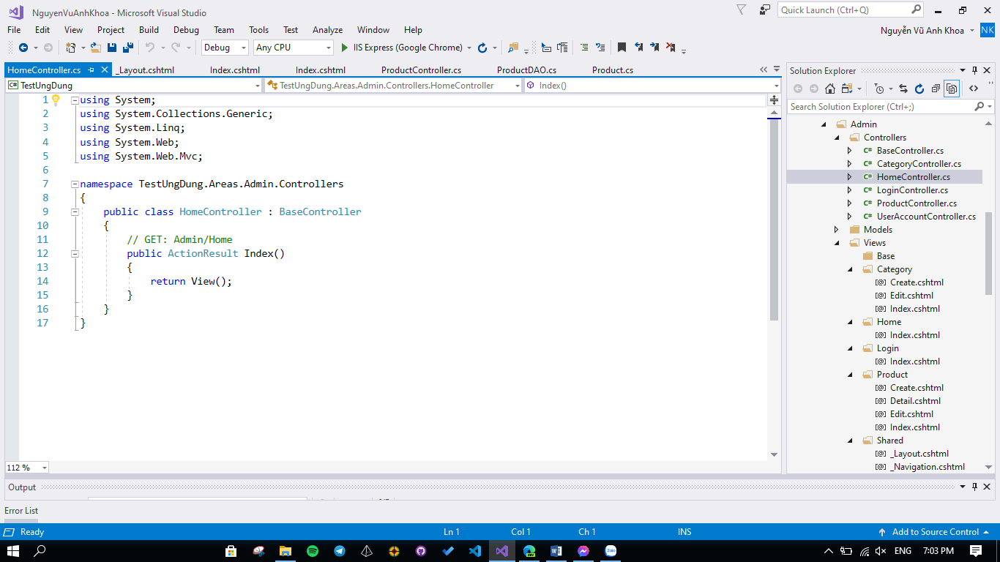 NguyenVuAnhKhoa - Microsoft Visual Studio
Quick Launch (Ctrl+Q)
File Edit View Project Build Debug Team Tools Test Analyze Window Help
Nguyễn Vũ Anh Khoa
NK
Debug
Any CPU
IIS Express (Google Chrome)
HomeController.cs
_Layout.cshtml
Index.cshtml
Index.cshtml
ProductController.cs
ProductDAO.cs
Product.cs
TestUngDung
TestUngDung.Areas.Admin.Controllers.HomeController
Index()
1 using System;
2 using System.Collections.Generic;
3 using System.Linq;
4 using System.Web;
5 using System.Web.Mvc;
6
7 namespace TestUngDung.Areas.Admin.Controllers
8 {
9 public class HomeController : BaseController
10 {
11 // GET: Admin/Home
12 public ActionResult Index()
13 {
14 return View();
15 }
16 }
17 }
112 %
Solution Explorer
Search Solution Explorer (Ctrl+;)
Admin
Controllers
C# BaseController.cs
C# CategoryController.cs
C# HomeController.cs
C# LoginController.cs
C# ProductController.cs
C# UserAccountController.cs
Models
Views
Base
Category
[@] Create.cshtml
[@] Edit.cshtml
[@] Index.cshtml
Home
[@] Index.cshtml
Login
[@] Index.cshtml
Product
[@] Create.cshtml
[@] Detail.cshtml
[@] Edit.cshtml
[@] Index.cshtml
Shared
[@] _Layout.cshtml
[@] _Navigation.cshtml
Output
Error List
Ready
Ln 1
Col 1
Ch 1
INS
Add to Source Control
DEV
Zalo
ENG
7:03 PM